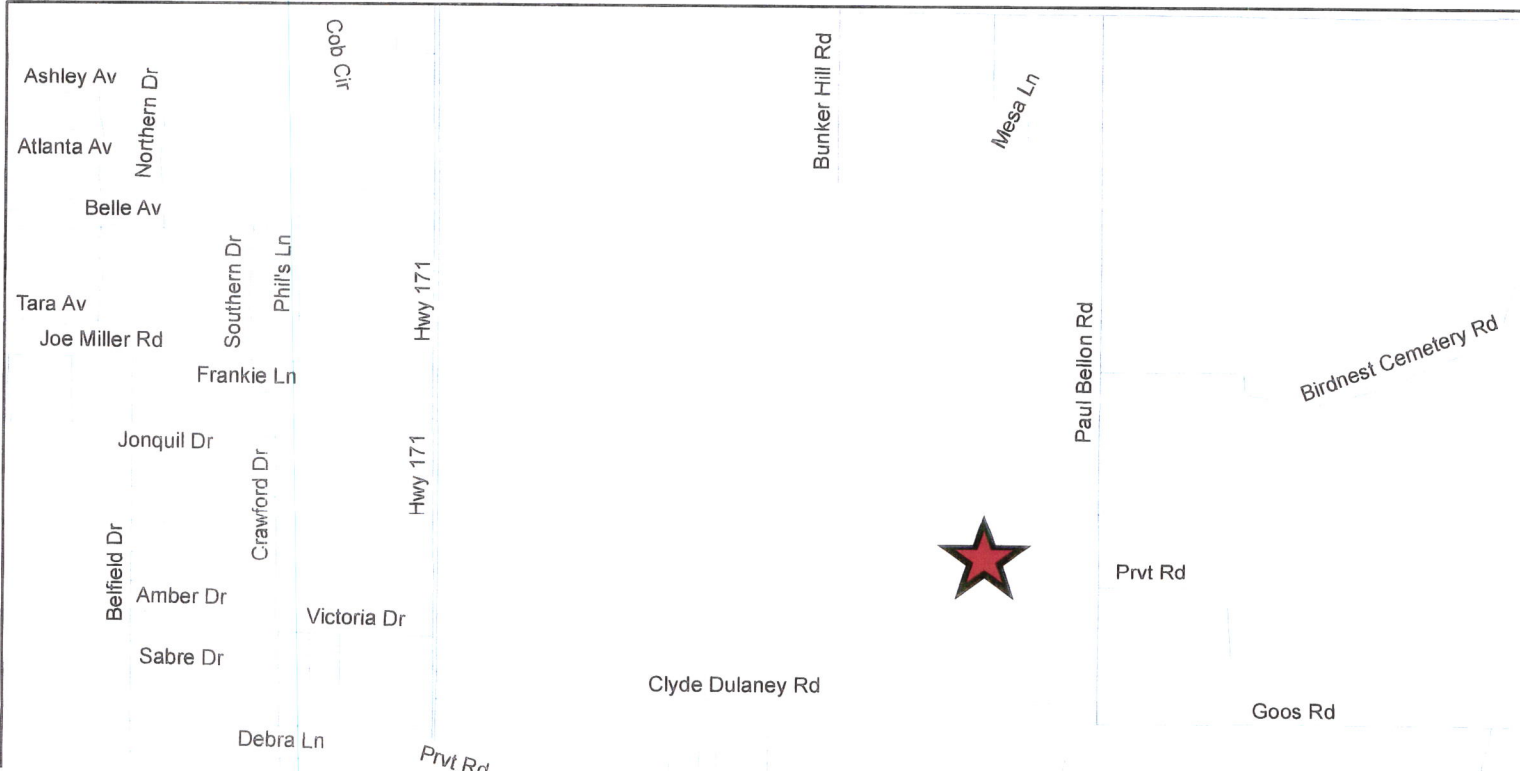 Cob Cir
Bunker Hill Rd
Ashley Av
Northern Dr
Mesa Ln
Atlanta Av
Belle Av
Southern Dr
Phil's Ln
Hwy 171
Tara Av
Joe Miller Rd
Paul Bellon Rd
Birdnest Cemetery Rd
Frankie Ln
Jonquil Dr
Crawford Dr
Hwy 171
Belfield Dr
Prvt Rd
Amber Dr
Victoria Dr
Sabre Dr
Clyde Dulaney Rd
Goos Rd
Debra Ln
Prvt Rd